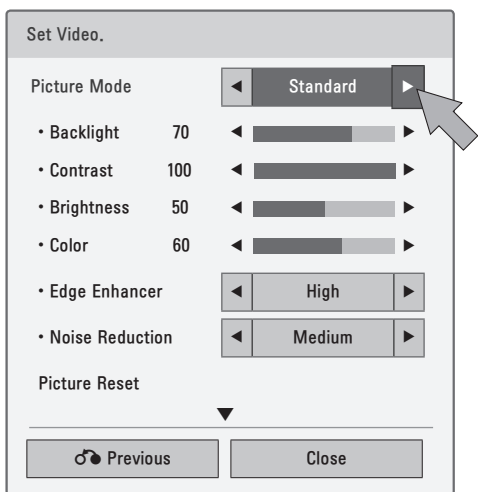 Set Video.
Picture Mode Standard
• Backlight 70
• Contrast 100
• Brightness 50
• Color 60
• Edge Enhancer High
• Noise Reduction Medium
Picture Reset
Previous Close